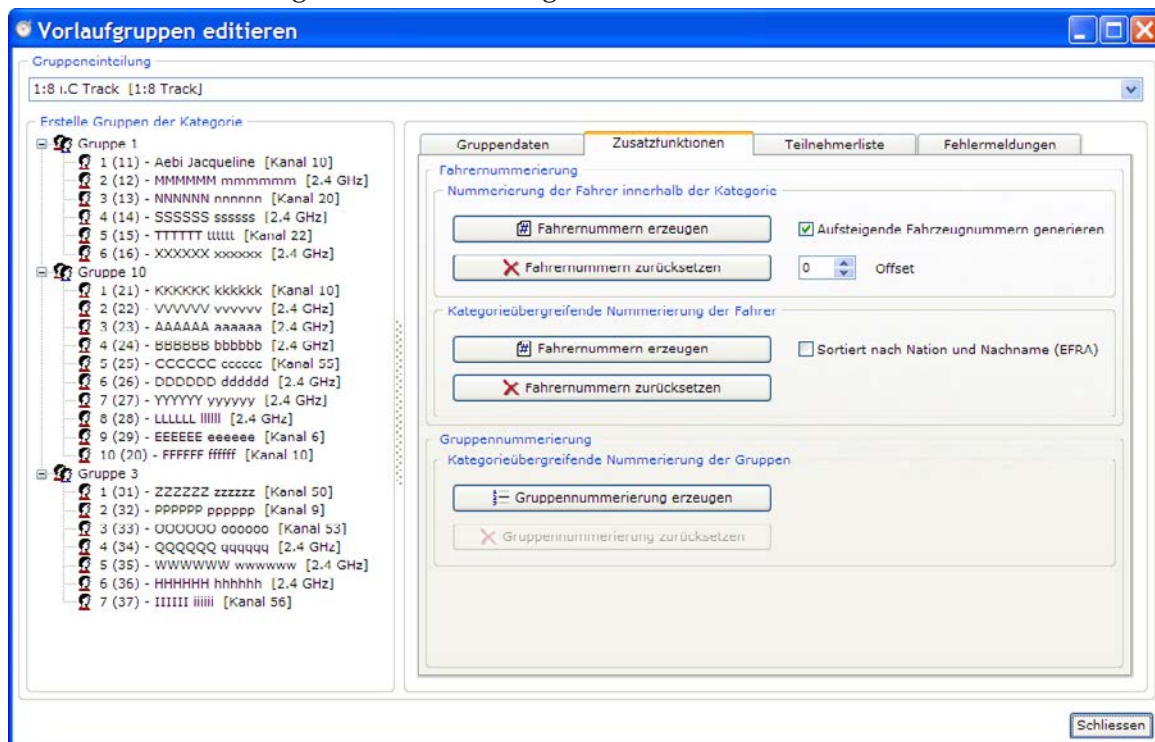 Vorlaufgruppen editieren
Gruppeneinteilung
1:8 I.C Track [1:8 Track]
Erstelle Gruppen der Kategorie
Gruppe 1
1 (11) - Aebi Jacqueline [Kanal 10]
2 (12) - MMMMMM mmmmmm [2.4 GHz]
3 (13) - NNNNNN nnnnnn [Kanal 20]
4 (14) - SSSSSS ssssss [2.4 GHz]
5 (15) - TTTTTT tttttt [Kanal 22]
6 (16) - XXXXXX xxxxxx [2.4 GHz]
Gruppe 10
1 (21) - KKKKKK kkkkkk [Kanal 10]
2 (22) - VVVVVV vvvvvv [2.4 GHz]
3 (23) - AAAAAA aaaaaa [2.4 GHz]
4 (24) - BBBBBB bbbbbb [2.4 GHz]
5 (25) - CCCCCC cccccc [Kanal 55]
6 (26) - DDDDDD dddddd [2.4 GHz]
7 (27) - YYYYYY yyyyyy [2.4 GHz]
8 (28) - LLLLLL llllll [2.4 GHz]
9 (29) - EEEEEE eeeeee [Kanal 6]
10 (20) - FFFFFF ffffff [Kanal 10]
Gruppe 3
1 (31) - ZZZZZZ zzzzzz [Kanal 50]
2 (32) - PPPPPP pppppp [Kanal 9]
3 (33) - OOOOOO oooooo [Kanal 53]
4 (34) - QQQQQQ qqqqqq [2.4 GHz]
5 (35) - WWWWWW wwwwww [2.4 GHz]
6 (36) - HHHHHH hhhhhh [2.4 GHz]
7 (37) - IIIIII iiiiii [Kanal 56]
Gruppendaten Zusatzfunktionen Teilnehmerliste Fehlermeldungen
Fahrernummerierung
Nummerierung der Fahrer innerhalb der Kategorie
Fahrernummern erzeugen Aufsteigende Fahrzeugnummern generieren
Fahrernummern zurücksetzen 0 Offset
Kategorieübergreifende Nummerierung der Fahrer
Fahrernummern erzeugen Sortiert nach Nation und Nachname (EFRA)
Fahrernummern zurücksetzen
Gruppennummerierung
Kategorieübergreifende Nummerierung der Gruppen
Gruppennummerierung erzeugen
Gruppennummerierung zurücksetzen
Schliessen